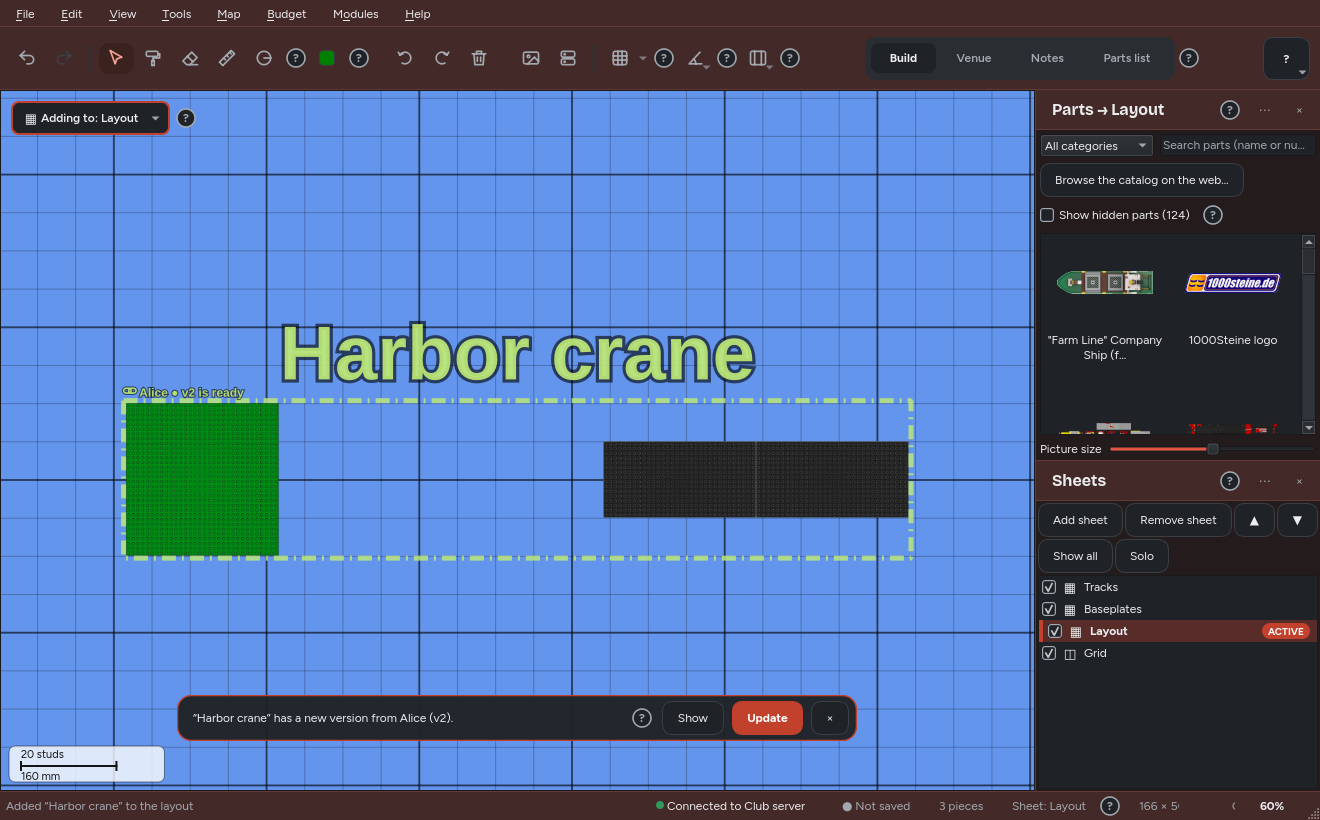 File Edit View Tools Map Budget Modules Help
? ? ? ? ? Build Venue Notes Parts list ? ?
Adding to: Layout ?
Harbor crane
Alice • v2 is ready
“Harbor crane” has a new version from Alice (v2). ? Show Update ×
20 studs
160 mm
Parts → Layout ? ... ×
All categories Search parts (name or nu...
Browse the catalog on the web...
Show hidden parts (124) ?
1000steine.de
"Farm Line" Company Ship (f...
1000Steine logo
Picture size
Sheets ? ... ×
Add sheet Remove sheet ▲ ▼
Show all Solo
Tracks
Baseplates
Layout ACTIVE
Grid
Added “Harbor crane” to the layout Connected to Club server Not saved 3 pieces Sheet: Layout ? 166 × 60%